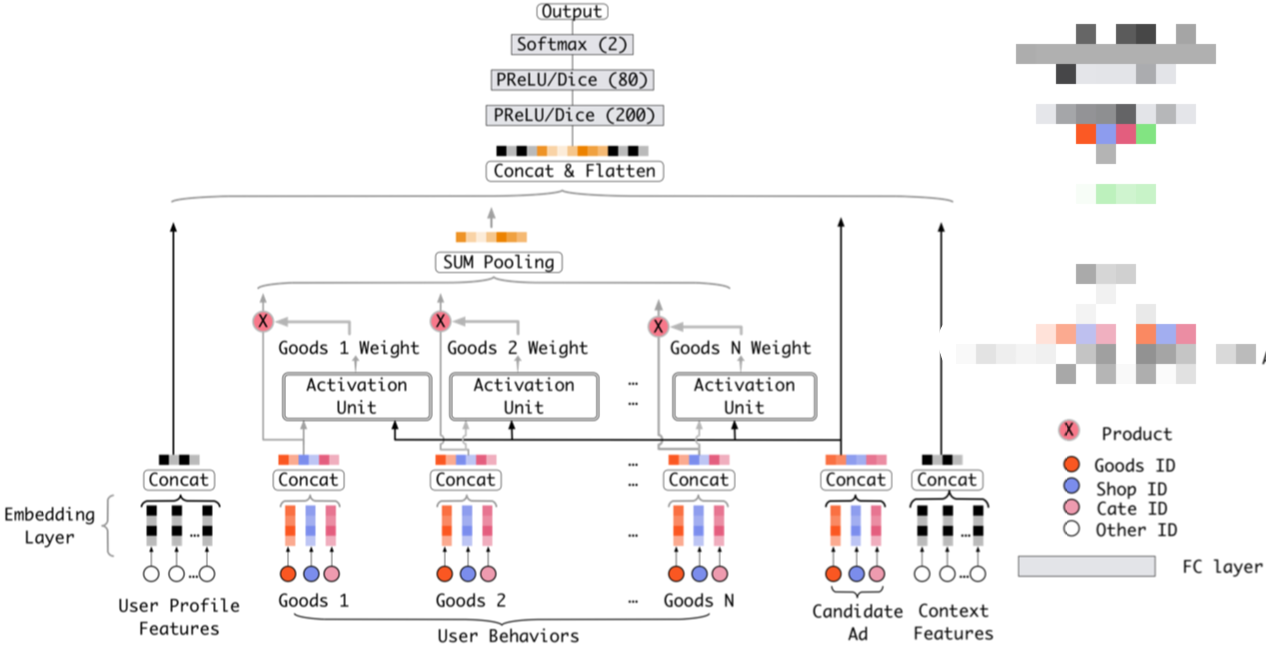 Output
Softmax (2)
PReLU/Dice (80)
PReLU/Dice (200)
Concat & Flatten
SUM Pooling
X
X
X
Goods 1 Weight
Goods 2 Weight
Goods N Weight
Activation
Unit
Activation
Unit
...
...
Activation
Unit
X Product
Concat
Concat
Concat
...
...
Concat
Concat
Concat
Goods ID
Shop ID
Cate ID
Other ID
Embedding
Layer
...
...
...
...
FC layer
User Profile
Features
Goods 1
Goods 2
...
Goods N
User Behaviors
Candidate
Ad
Context
Features